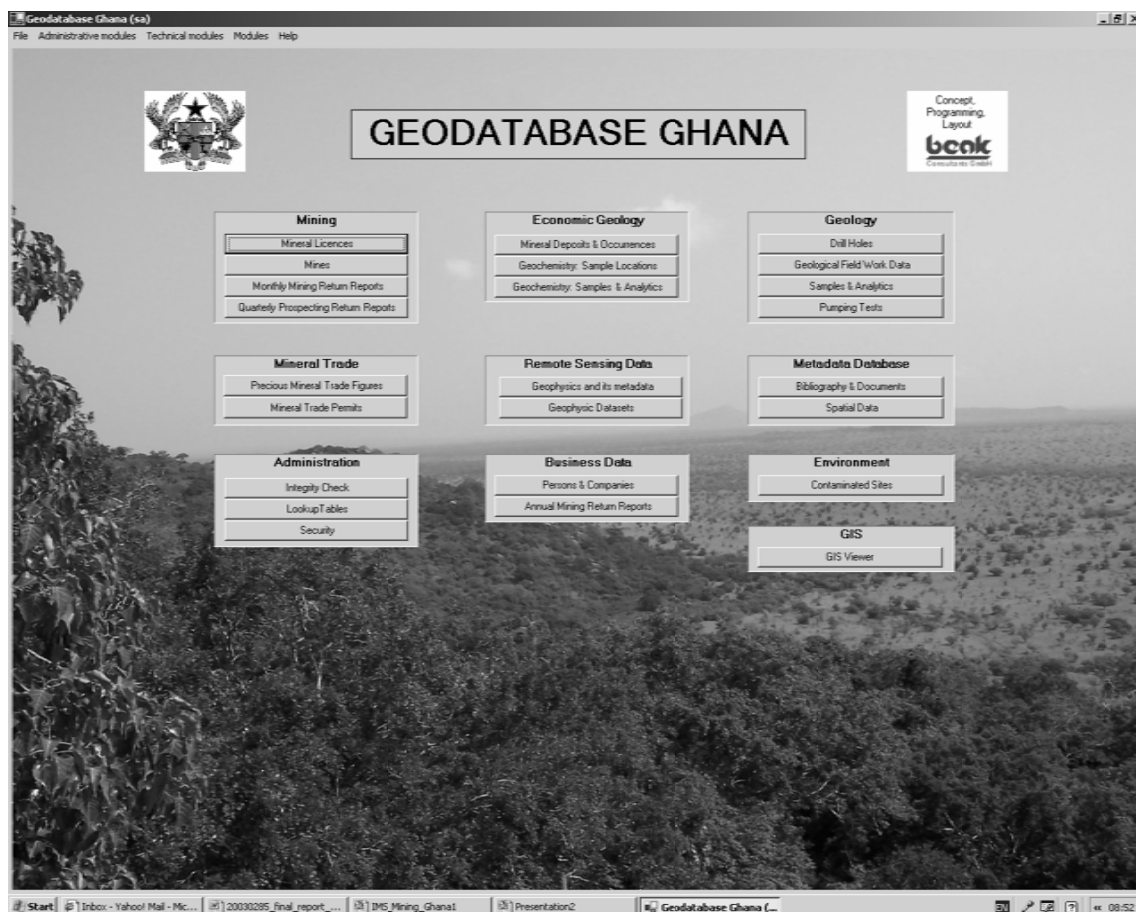 Geodatabase Ghana (sa)
File Administrative modules Technical modules Modules Help
GEODATABASE GHANA
Concept,
Programming,
Layout
beak
Consultants GmbH
Mining
Mineral Licences
Mines
Monthly Mining Return Reports
Quarterly Prospecting Return Reports
Economic Geology
Mineral Deposits & Occurrences
Geochemistry: Sample Locations
Geochemistry: Samples & Analytics
Geology
Drill Holes
Geological Field Work Data
Samples & Analytics
Pumping Tests
Mineral Trade
Precious Mineral Trade Figures
Mineral Trade Permits
Remote Sensing Data
Geophysics and its metadata
Geophysic Datasets
Metadata Database
Bibliography & Documents
Spatial Data
Administration
Integrity Check
LookupTables
Security
Business Data
Persons & Companies
Annual Mining Return Reports
Environment
Contaminated Sites
GIS
GIS Viewer
Start Inbox - Yahoo! Mail - Mic... 20030285_final_report_... IMS_Mining_Ghana1 Presentation2 Geodatabase Ghana (... EN ? « 08:52